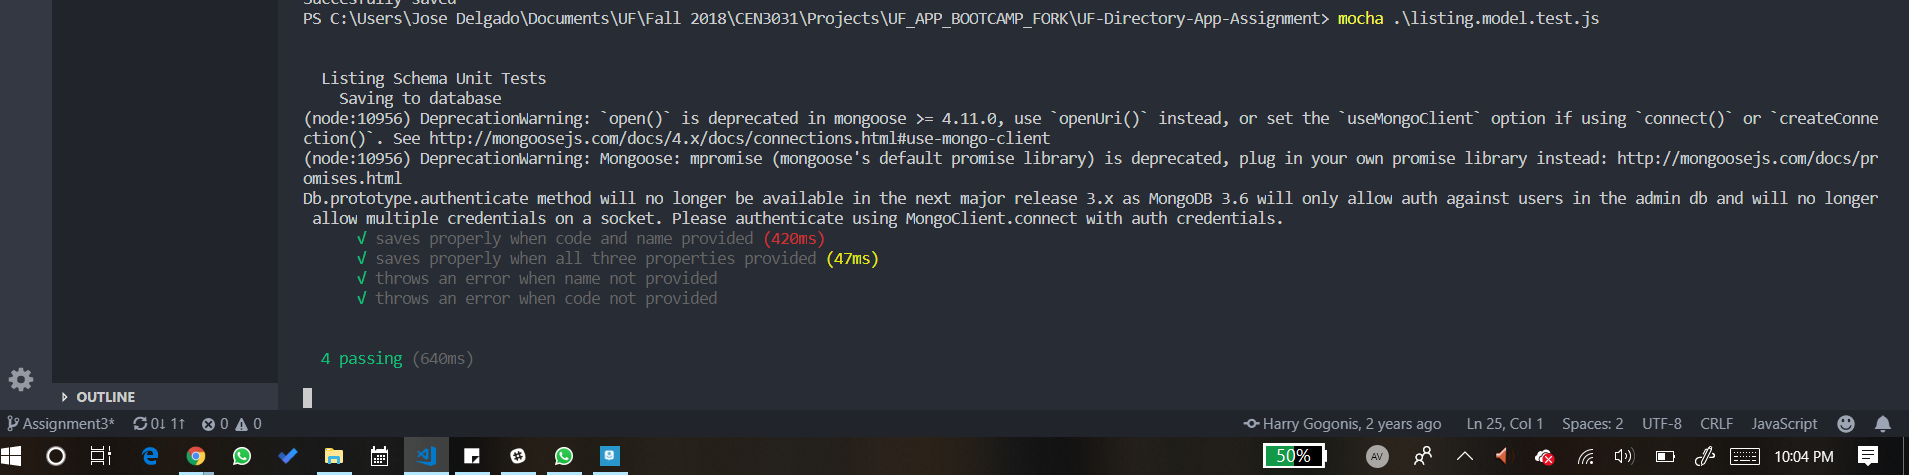 Succesfully saved
PS C:\Users\Jose Delgado\Documents\UF\Fall 2018\CEN3031\Projects\UF_APP_BOOTCAMP_FORK\UF-Directory-App-Assignment> mocha .\listing.model.test.js
Listing Schema Unit Tests
Saving to database
(node:10956) DeprecationWarning: `open()` is deprecated in mongoose >= 4.11.0, use `openUri()` instead, or set the `useMongoClient` option if using `connect()` or `createConne
ction()`. See http://mongoosejs.com/docs/4.x/docs/connections.html#use-mongo-client
(node:10956) DeprecationWarning: Mongoose: mpromise (mongoose's default promise library) is deprecated, plug in your own promise library instead: http://mongoosejs.com/docs/pr
omises.html
Db.prototype.authenticate method will no longer be available in the next major release 3.x as MongoDB 3.6 will only allow auth against users in the admin db and will no longer
allow multiple credentials on a socket. Please authenticate using MongoClient.connect with auth credentials.
√ saves properly when code and name provided (420ms)
√ saves properly when all three properties provided (47ms)
√ throws an error when name not provided
√ throws an error when code not provided
4 passing (640ms)
OUTLINE
Assignment3* 0↓ 1↑ 0 0 Harry Gogonis, 2 years ago Ln 25, Col 1 Spaces: 2 UTF-8 CRLF JavaScript
50% AV 10:04 PM